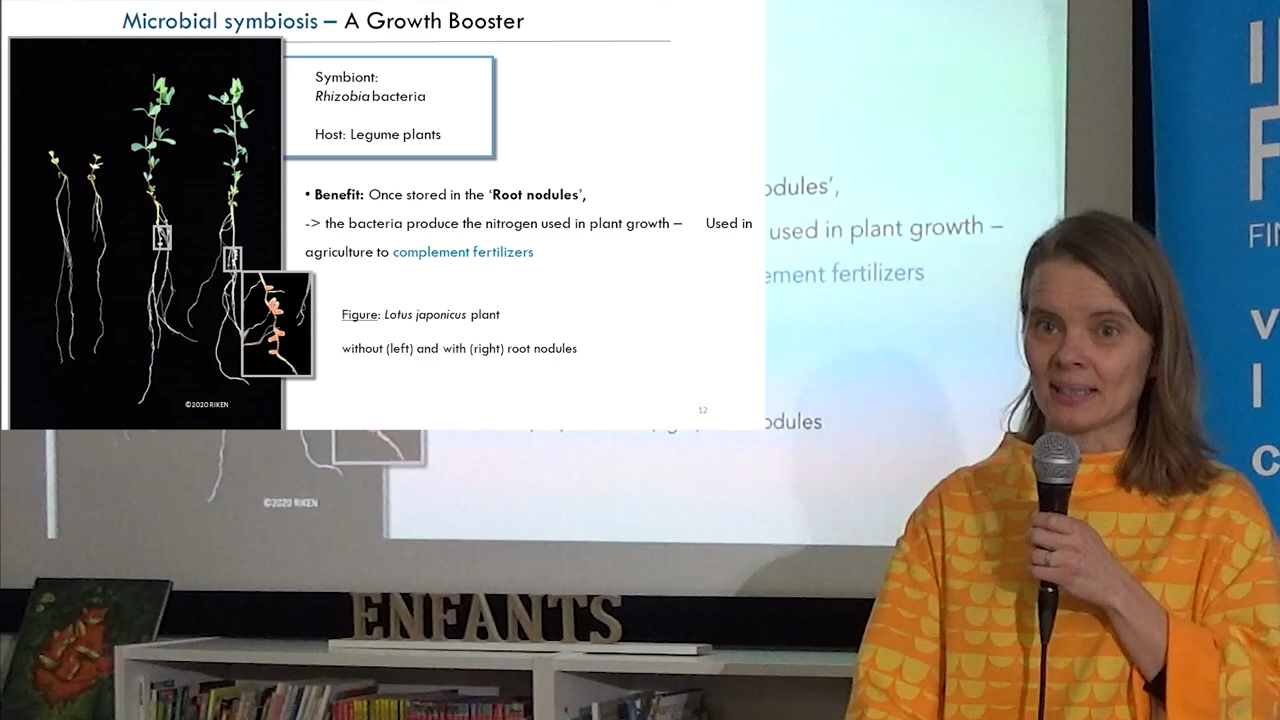 Microbial symbiosis – A Growth Booster
Symbiont:
Rhizobia bacteria
Host: Legume plants
• Benefit: Once stored in the ‘Root nodules’,
-> the bacteria produce the nitrogen used in plant growth – Used in
agriculture to complement fertilizers
Figure: Lotus japonicus plant
without (left) and with (right) root nodules
©2020 RIKEN
12
odules’,
used in plant growth –
ement fertilizers
odules
©2020 RIKEN
ENFANTS
FIN
v
l
c